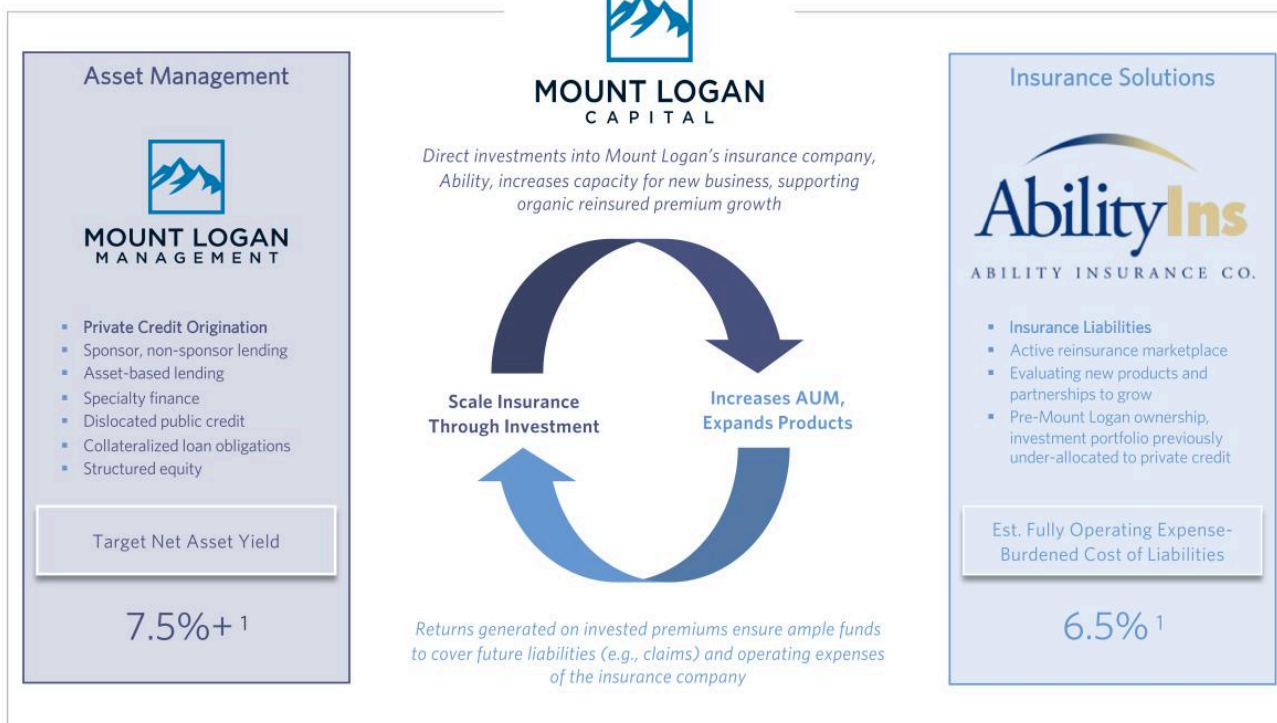 MOUNT LOGAN
CAPITAL
Asset Management
MOUNT LOGAN
MANAGEMENT
▪ Private Credit Origination
▪ Sponsor, non-sponsor lending
▪ Asset-based lending
▪ Specialty finance
▪ Dislocated public credit
▪ Collateralized loan obligations
▪ Structured equity
Target Net Asset Yield
7.5%+ 1
Direct investments into Mount Logan's insurance company,
Ability, increases capacity for new business, supporting
organic reinsured premium growth
Scale Insurance
Through Investment
Increases AUM,
Expands Products
Returns generated on invested premiums ensure ample funds
to cover future liabilities (e.g., claims) and operating expenses
of the insurance company
Insurance Solutions
AbilityIns
ABILITY INSURANCE CO.
▪ Insurance Liabilities
▪ Active reinsurance marketplace
▪ Evaluating new products and
partnerships to grow
▪ Pre-Mount Logan ownership,
investment portfolio previously
under-allocated to private credit
Est. Fully Operating Expense-
Burdened Cost of Liabilities
6.5% 1